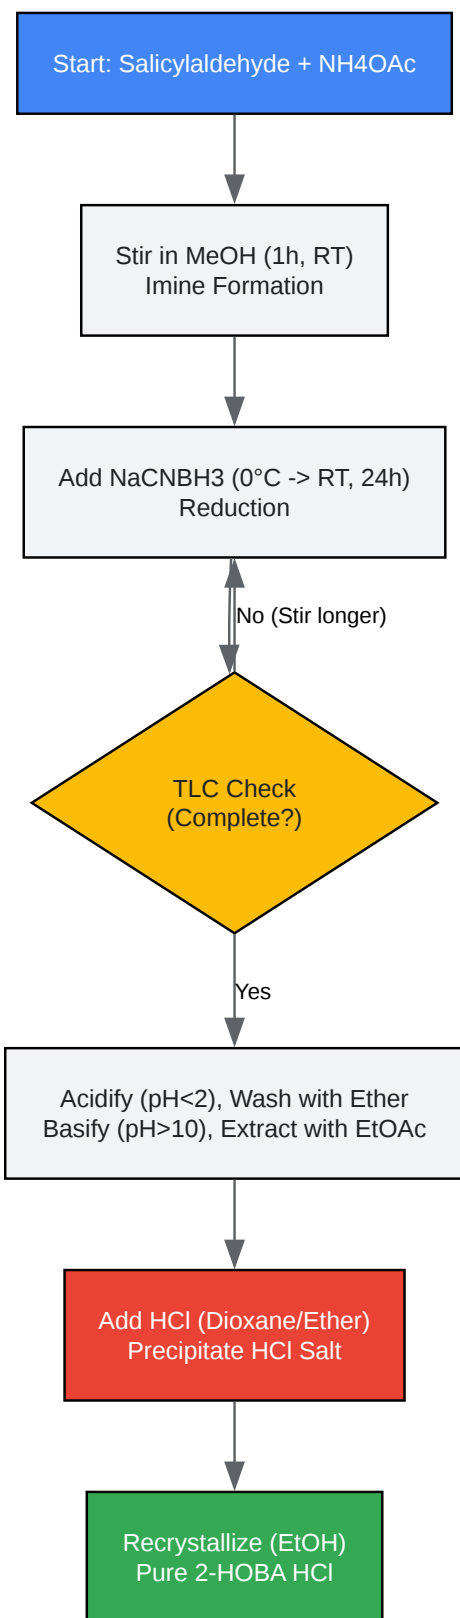 Start: Salicylaldehyde + NH4OAc
Stir in MeOH (1h, RT)
Imine Formation
Add NaCNBH3 (0°C -> RT, 24h)
Reduction
No (Stir longer)
TLC Check
(Complete?)
Yes
Acidify (pH<2), Wash with Ether
Basify (pH>10), Extract with EtOAc
Add HCl (Dioxane/Ether)
Precipitate HCl Salt
Recrystallize (EtOH)
Pure 2-HOBA HCl